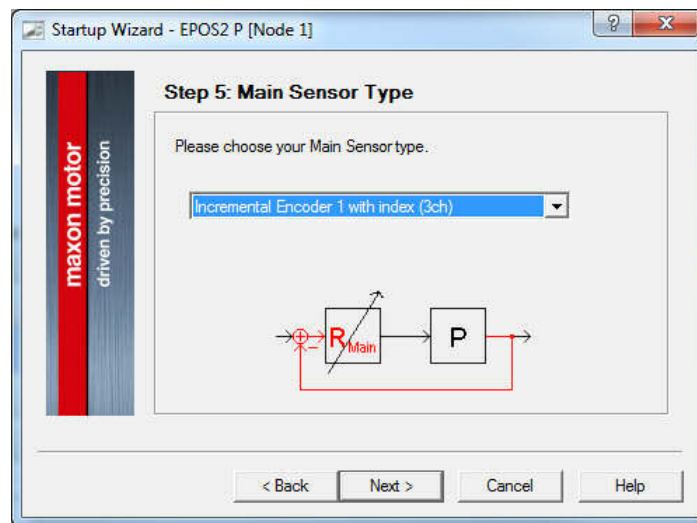 Startup Wizard - EPOS2 P [Node 1]
maxon motor
driven by precision
Step 5: Main Sensor Type
Please choose your Main Sensor type.
Incremental Encoder 1 with index (3ch)
R Main
P
< Back
Next >
Cancel
Help